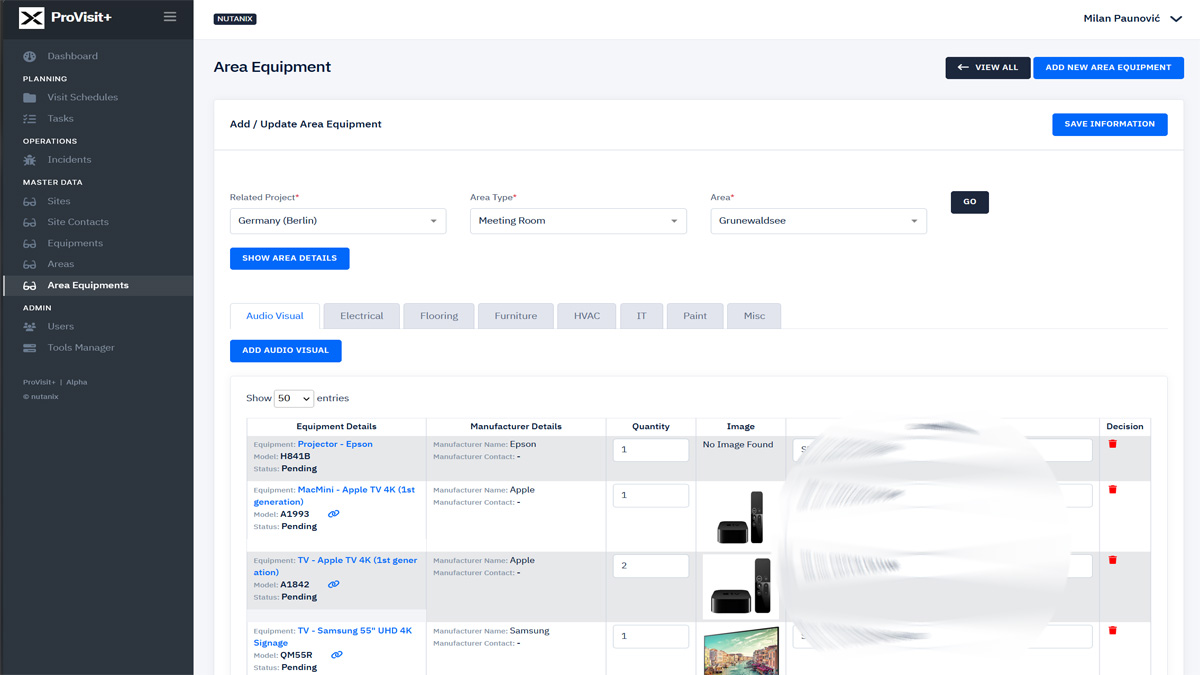 ProVisit+
NUTANIX
Milan Paunović
Dashboard
PLANNING
Visit Schedules
Tasks
OPERATIONS
Incidents
MASTER DATA
Sites
Site Contacts
Equipments
Areas
Area Equipments
ADMIN
Users
Tools Manager
ProVisit+ | Alpha
© nutanix
Area Equipment
VIEW ALL
ADD NEW AREA EQUIPMENT
Add / Update Area Equipment
SAVE INFORMATION
Related Project* Area Type* Area*
Germany (Berlin) Meeting Room Grunewaldsee GO
SHOW AREA DETAILS
Audio Visual Electrical Flooring Furniture HVAC IT Paint Misc
ADD AUDIO VISUAL
Show 50 entries
Equipment Details Manufacturer Details Quantity Image Decision
Equipment: Projector - Epson
Model: H841B
Status: Pending
Manufacturer Name: Epson
Manufacturer Contact: -
1
No Image Found
Equipment: MacMini - Apple TV 4K (1st
generation)
Model: A1993
Status: Pending
Manufacturer Name: Apple
Manufacturer Contact: -
1
Equipment: TV - Apple TV 4K (1st gener
ation)
Model: A1842
Status: Pending
Manufacturer Name: Apple
Manufacturer Contact: -
2
Equipment: TV - Samsung 55" UHD 4K
Signage
Model: QM55R
Status: Pending
Manufacturer Name: Samsung
Manufacturer Contact: -
1